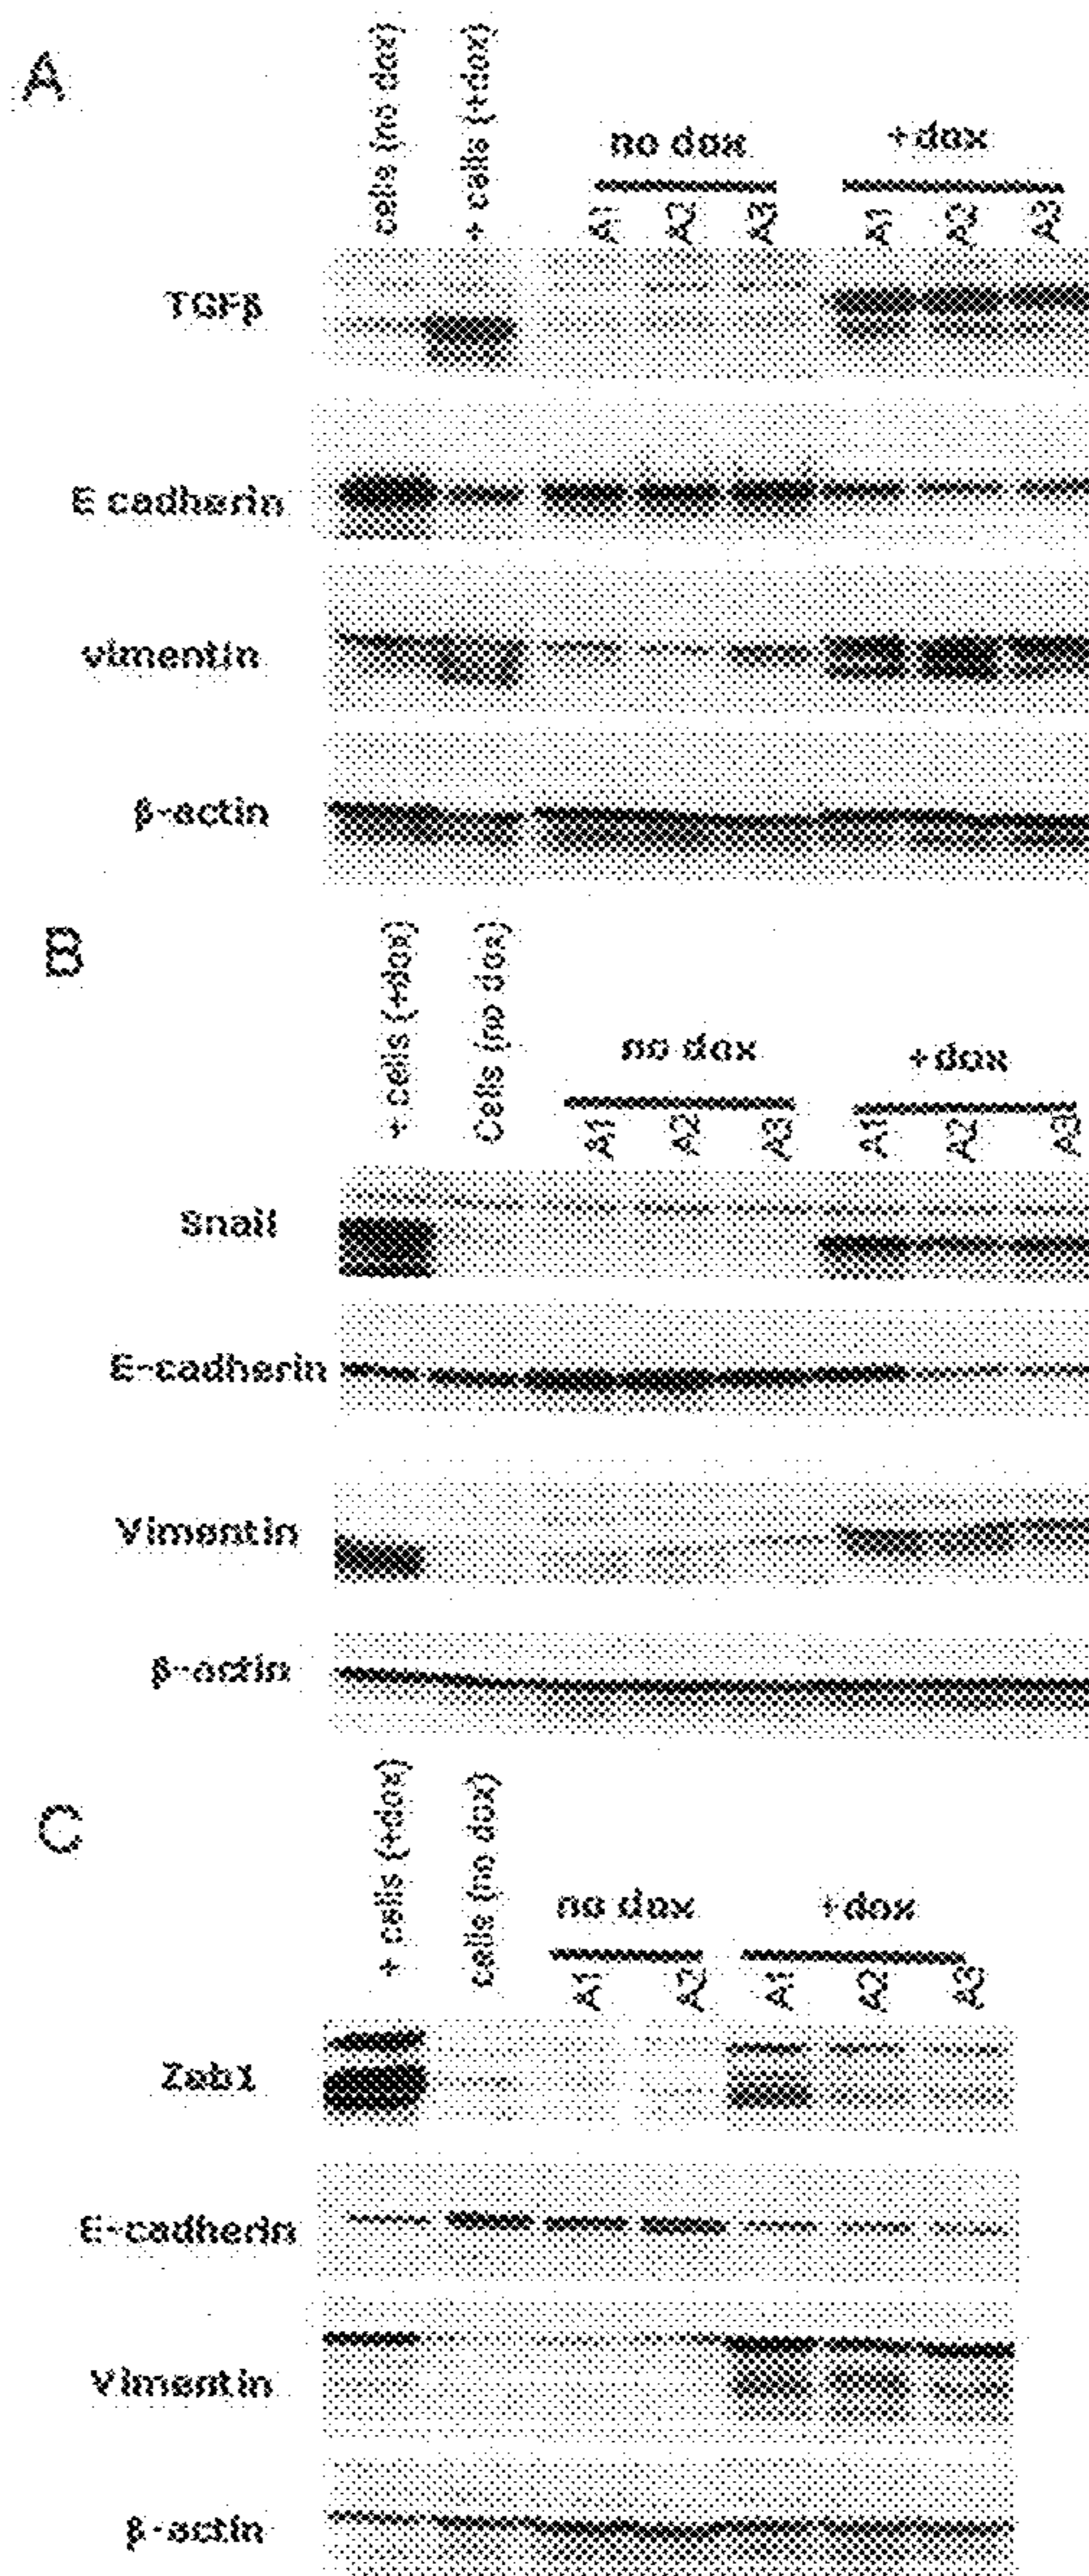 A
cells (no dox)
+ cells (+dox)
no dox
+dox
A1
A2
A3
A1
A2
A3
TGFβ
E cadherin
vimentin
β-actin
B
+ cells (+dox)
Cells (no dox)
no dox
+dox
A1
A2
A3
A1
A2
A3
Snail
E-cadherin
Vimentin
β-actin
C
+ cells (+dox)
cells (no dox)
no dox
+dox
A1
A2
A1
A2
A3
Zeb1
E-cadherin
Vimentin
β-actin